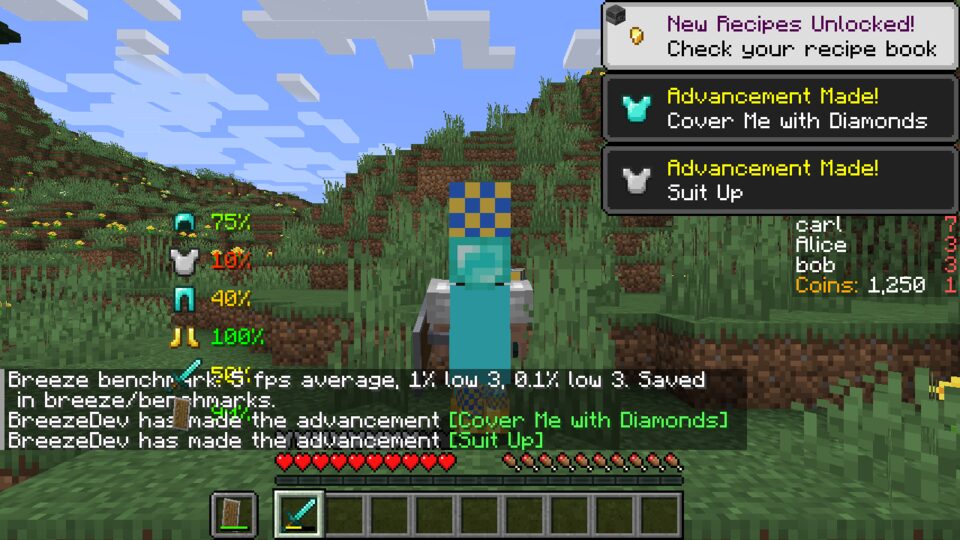 New Recipes Unlocked!
Check your recipe book
Advancement Made!
Cover Me with Diamonds
Advancement Made!
Suit Up
carl 7
Alice 3
bob 3
Coins: 1,250 1
75%
10%
40%
100%
Breeze benchmark: 5 fps average, 1% low 3, 0.1% low 3. Saved
in breeze/benchmarks.
BreezeDev has made the advancement [Cover Me with Diamonds]
BreezeDev has made the advancement [Suit Up]